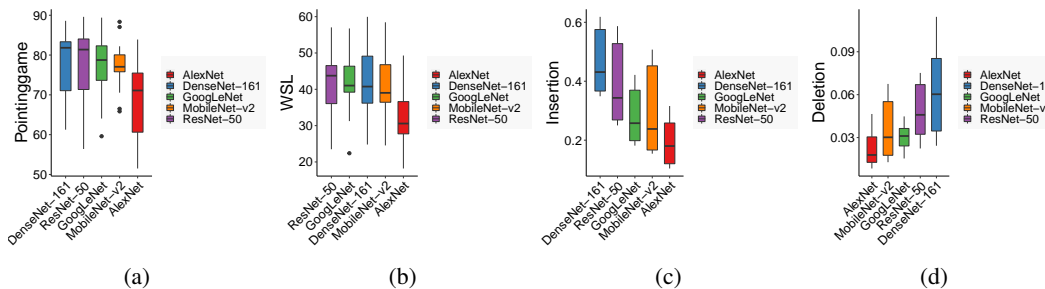 Pointinggame
90
80
70
60
50
DenseNet−161
ResNet−50
GoogLeNet
MobileNet−v2
AlexNet
AlexNet
DenseNet−161
GoogLeNet
MobileNet−v2
ResNet−50
(a)
WSL
60
50
40
30
20
ResNet−50
GoogLeNet
DenseNet−161
MobileNet−v2
AlexNet
AlexNet
DenseNet−161
GoogLeNet
MobileNet−v2
ResNet−50
(b)
Insertion
0.6
0.4
0.2
DenseNet−161
ResNet−50
GoogLeNet
MobileNet−v2
AlexNet
AlexNet
DenseNet−161
GoogLeNet
MobileNet−v2
ResNet−50
(c)
Deletion
0.09
0.06
0.03
AlexNet
MobileNet−v2
GoogLeNet
ResNet−50
DenseNet−161
AlexNet
DenseNet−1
GoogLeNet
MobileNet−v
ResNet−50
(d)